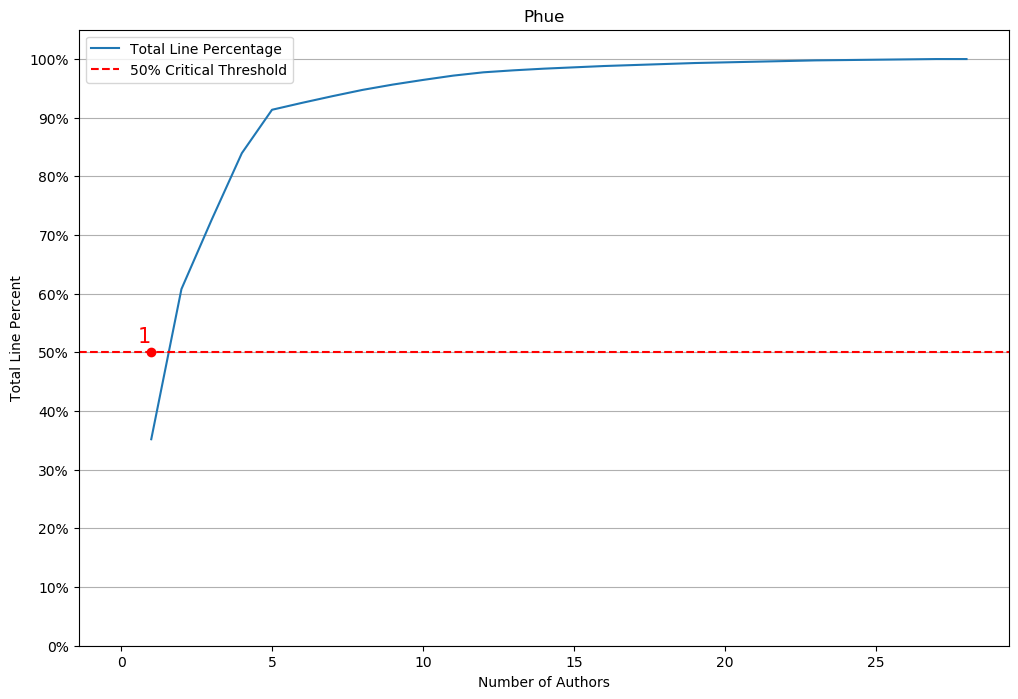 Phue
Total Line Percentage
50% Critical Threshold
Total Line Percent
100%
90%
80%
70%
60%
50%
40%
30%
20%
10%
0%
1
0 5 10 15 20 25
Number of Authors